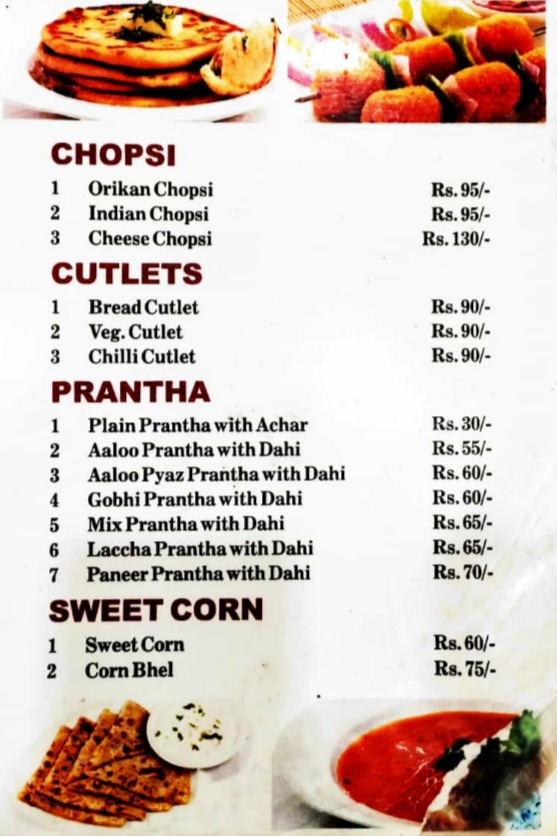 CHOPSI
1 Orikan Chopsi Rs. 95/-
2 Indian Chopsi Rs. 95/-
3 Cheese Chopsi Rs. 130/-
CUTLETS
1 Bread Cutlet Rs. 90/-
2 Veg. Cutlet Rs. 90/-
3 Chilli Cutlet Rs. 90/-
PRANTHA
1 Plain Prantha with Achar Rs. 30/-
2 Aaloo Prantha with Dahi Rs. 55/-
3 Aaloo Pyaz Prantha with Dahi Rs. 60/-
4 Gobhi Prantha with Dahi Rs. 60/-
5 Mix Prantha with Dahi Rs. 65/-
6 Laccha Prantha with Dahi Rs. 65/-
7 Paneer Prantha with Dahi Rs. 70/-
SWEET CORN
1 Sweet Corn Rs. 60/-
2 Corn Bhel Rs. 75/-